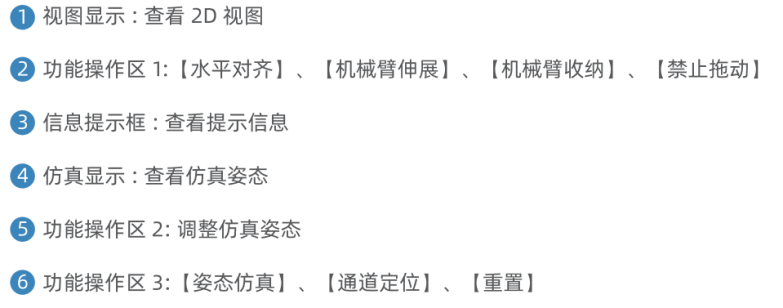 1 视图显示：查看 2D 视图
2 功能操作区 1:【水平对齐】、【机械臂伸展】、【机械臂收纳】、【禁止拖动】
3 信息提示框：查看提示信息
4 仿真显示：查看仿真姿态
5 功能操作区 2: 调整仿真姿态
6 功能操作区 3:【姿态仿真】、【通道定位】、【重置】